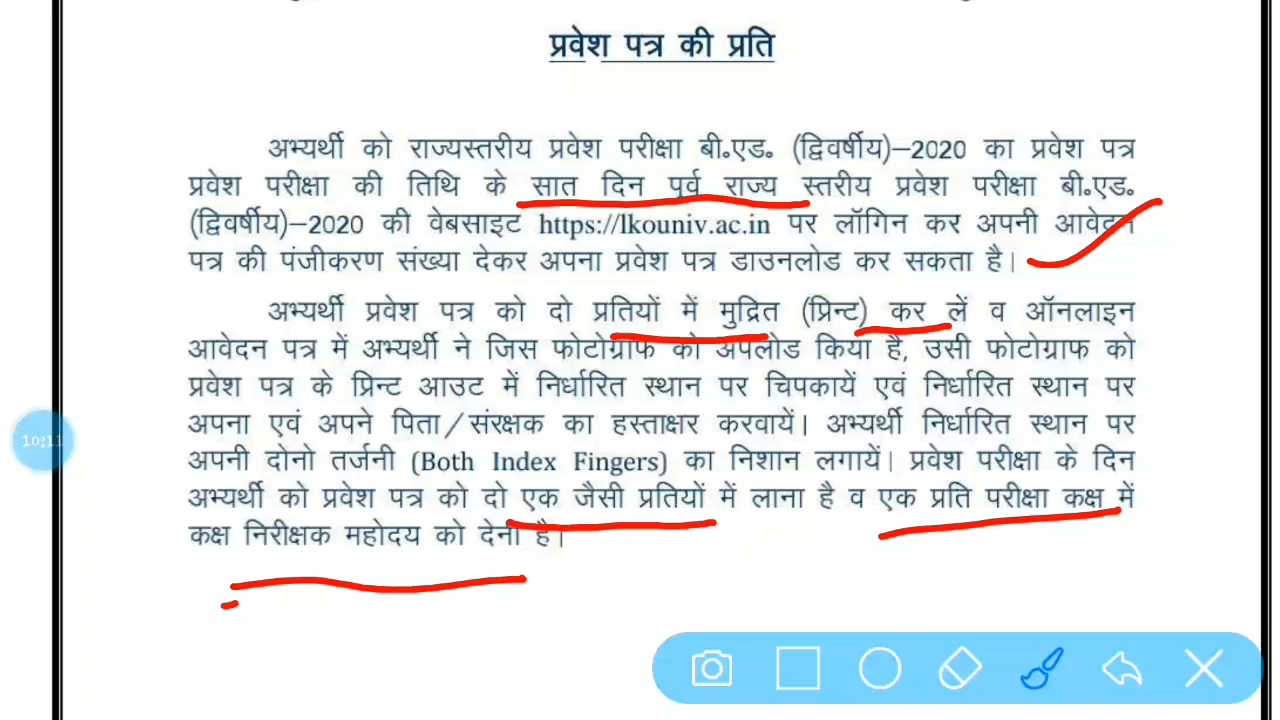 प्रवेश पत्र की प्रति
अभ्यर्थी को राज्यस्तरीय प्रवेश परीक्षा बी०एड० (द्विवर्षीय)–2020 का प्रवेश पत्र
प्रवेश परीक्षा की तिथि के सात दिन पूर्व राज्य स्तरीय प्रवेश परीक्षा बी०एड०
(द्विवर्षीय)–2020 की वेबसाइट https://lkouniv.ac.in पर लॉगिन कर अपनी आवेदन
पत्र की पंजीकरण संख्या देकर अपना प्रवेश पत्र डाउनलोड कर सकता है।
अभ्यर्थी प्रवेश पत्र को दो प्रतियों में मुद्रित (प्रिन्ट) कर लें व ऑनलाइन
आवेदन पत्र में अभ्यर्थी ने जिस फोटोग्राफ को अपलोड किया है, उसी फोटोग्राफ को
प्रवेश पत्र के प्रिन्ट आउट में निर्धारित स्थान पर चिपकायें एवं निर्धारित स्थान पर
अपना एवं अपने पिता/संरक्षक का हस्ताक्षर करवायें। अभ्यर्थी निर्धारित स्थान पर
अपनी दोनो तर्जनी (Both Index Fingers) का निशान लगायें। प्रवेश परीक्षा के दिन
अभ्यर्थी को प्रवेश पत्र को दो एक जैसी प्रतियों में लाना है व एक प्रति परीक्षा कक्ष में
कक्ष निरीक्षक महोदय को देना है।
10:11